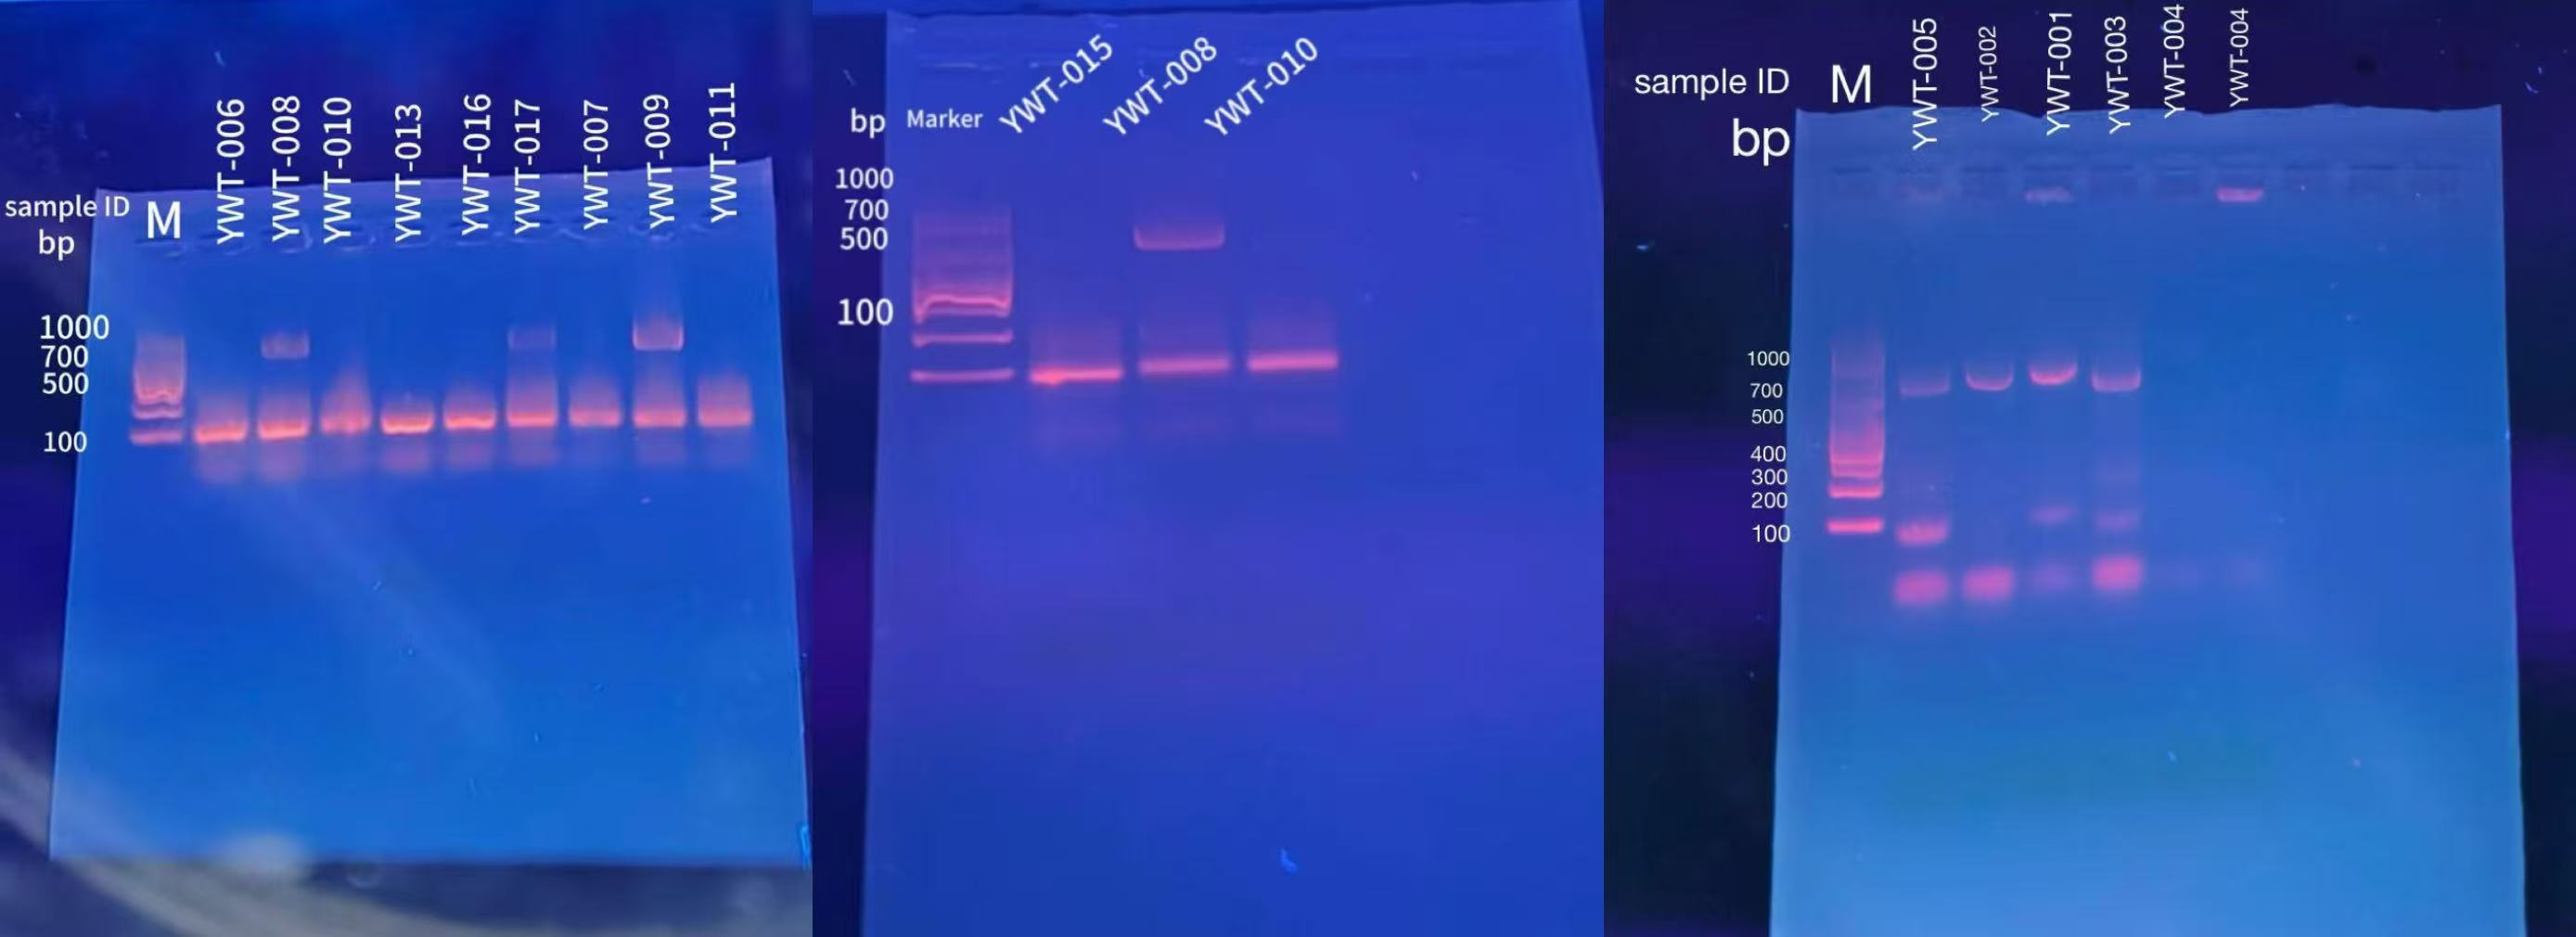 YWT-006 YWT-008 YWT-010 YWT-013 YWT-016 YWT-017 YWT-007 YWT-009 YWT-011
sample ID M
bp
1000
700
500
100
YWT-015 YWT-008 YWT-010
bp Marker
1000
700
500
100
YWT-005 YWT-002 YWT-001 YWT-003 YWT-004 YWT-004
sample ID M
bp
1000
700
500
400
300
200
100